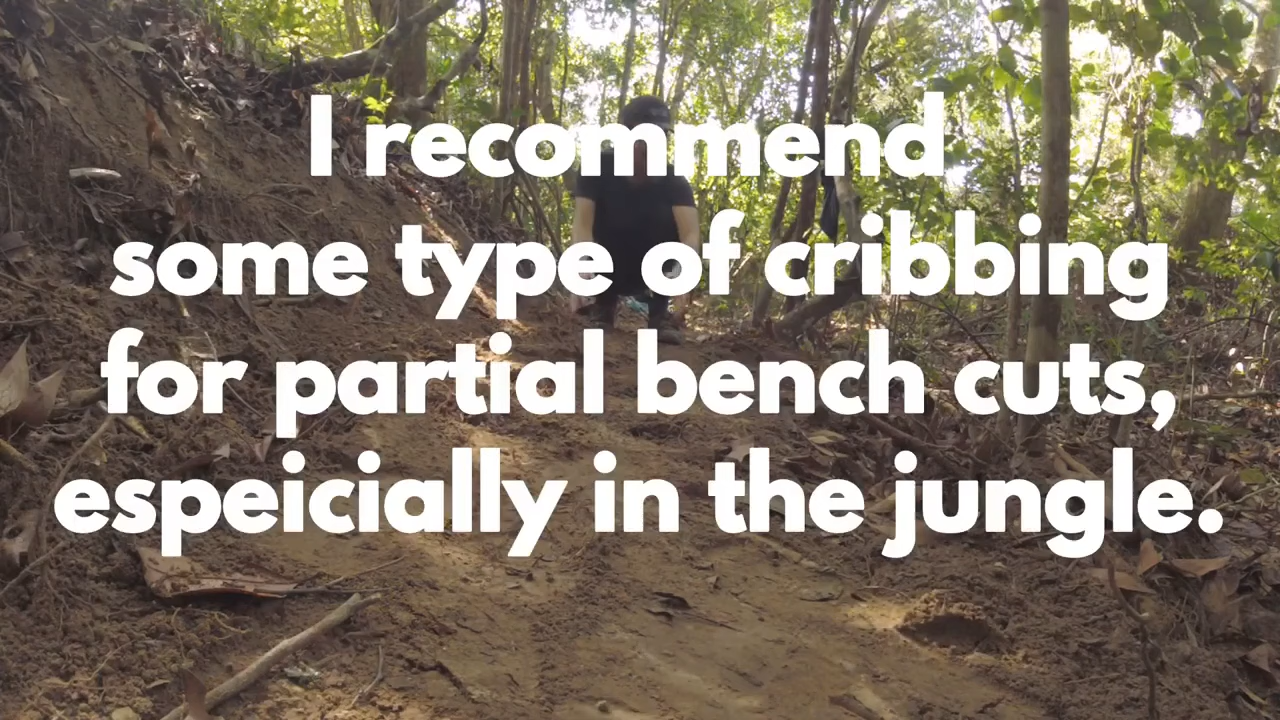 I recommend
some type of cribbing
for partial bench cuts,
espeicially in the jungle.